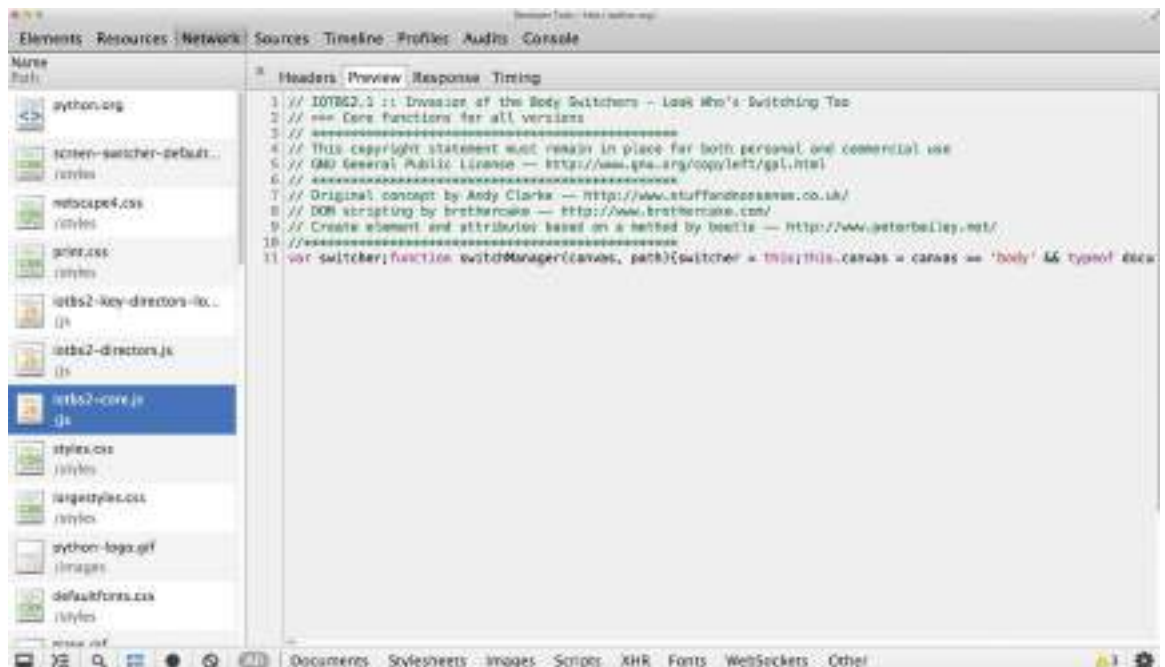 Elements Resources Network Sources Timeline Profiles Audits Console
Name
Path
Headers Preview Response Timing
python.org
screen-switcher-default...
/styles
netscape4.css
/styles
print.css
/styles
iotbs2-key-directors-lo...
/js
iotbs2-directors.js
/js
iotbs2-core.js
/js
styles.css
/styles
largestyles.css
/styles
python-logo.gif
/images
defaultfonts.css
/styles
1 // IOTBS2.1 :: Invasion of the Body Switchers - Look Who's Switching Too
2 // === Core functions for all versions
3 // ************************************************
4 // This copyright statement must remain in place for both personal and commercial use
5 // GNU General Public License -- http://www.gnu.org/copyleft/gpl.html
6 // ************************************************
7 // Original concept by Andy Clarke -- http://www.stuffandnonsense.co.uk/
8 // DOM scripting by brothercake -- http://www.brothercake.com/
9 // Create element and attributes based on a method by beetle -- http://www.peterbailey.net/
10 //************************************************
11 var switcher;function switchManager(canvas, path){switcher = this;this.canvas = canvas == 'body' && typeof docu
Documents Stylesheets Images Scripts XHR Fonts WebSockets Other